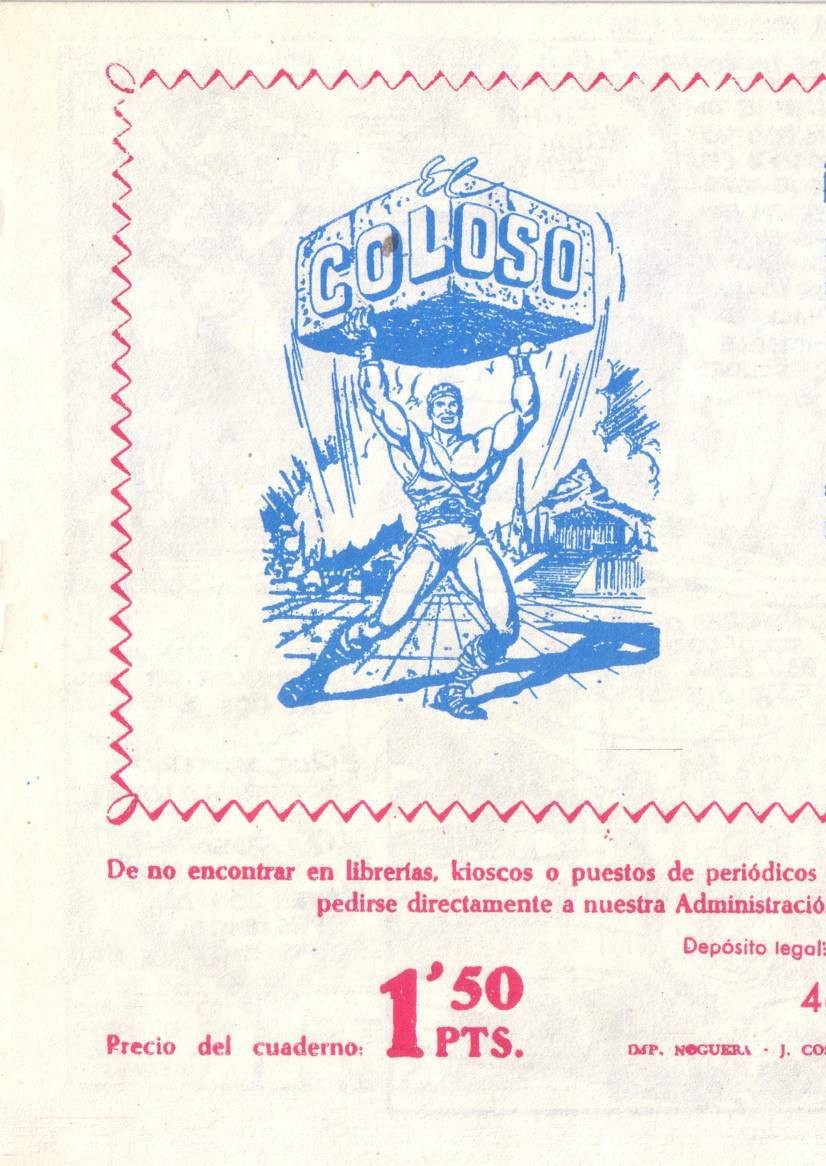 El
COLOSO
De no encontrar en librerías, kioscos o puestos de periódicos
pedirse directamente a nuestra Administració
Depósito legal:
Precio del cuaderno: 1'50 PTS.
IMP. NOGUERA - J. COS